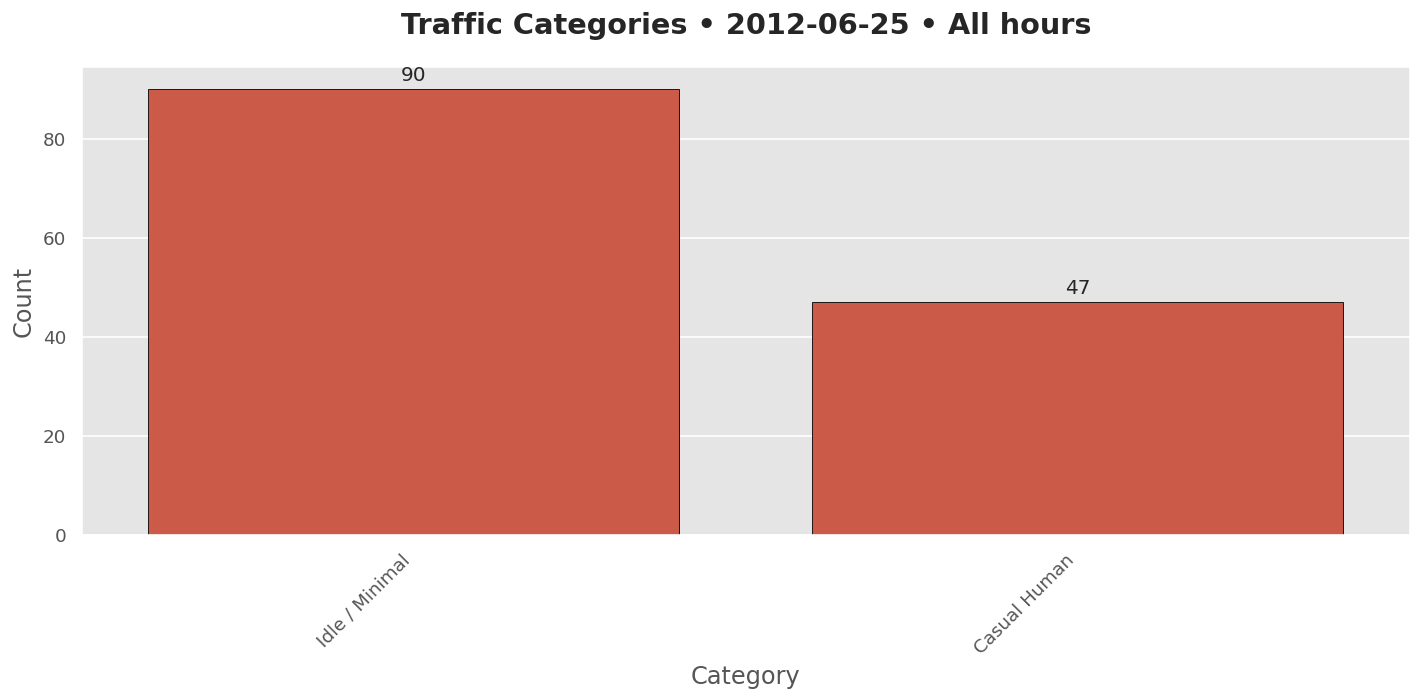 Traffic Categories • 2012-06-25 • All hours
90
80
60
47
40
20
0
Count
Idle / Minimal
Casual Human
Category